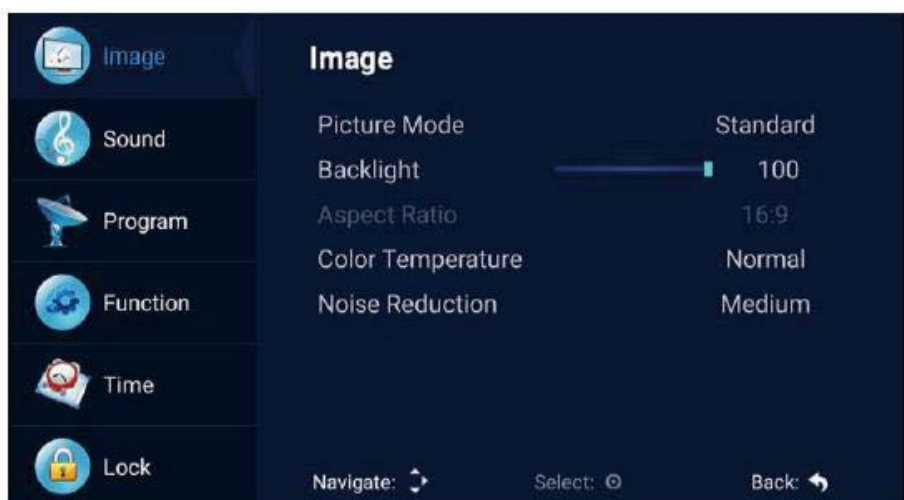 Image
Sound
Program
Function
Time
Lock
Image
Picture Mode Standard
Backlight 100
Aspect Ratio 16:9
Color Temperature Normal
Noise Reduction Medium
Navigate: Select: Back: